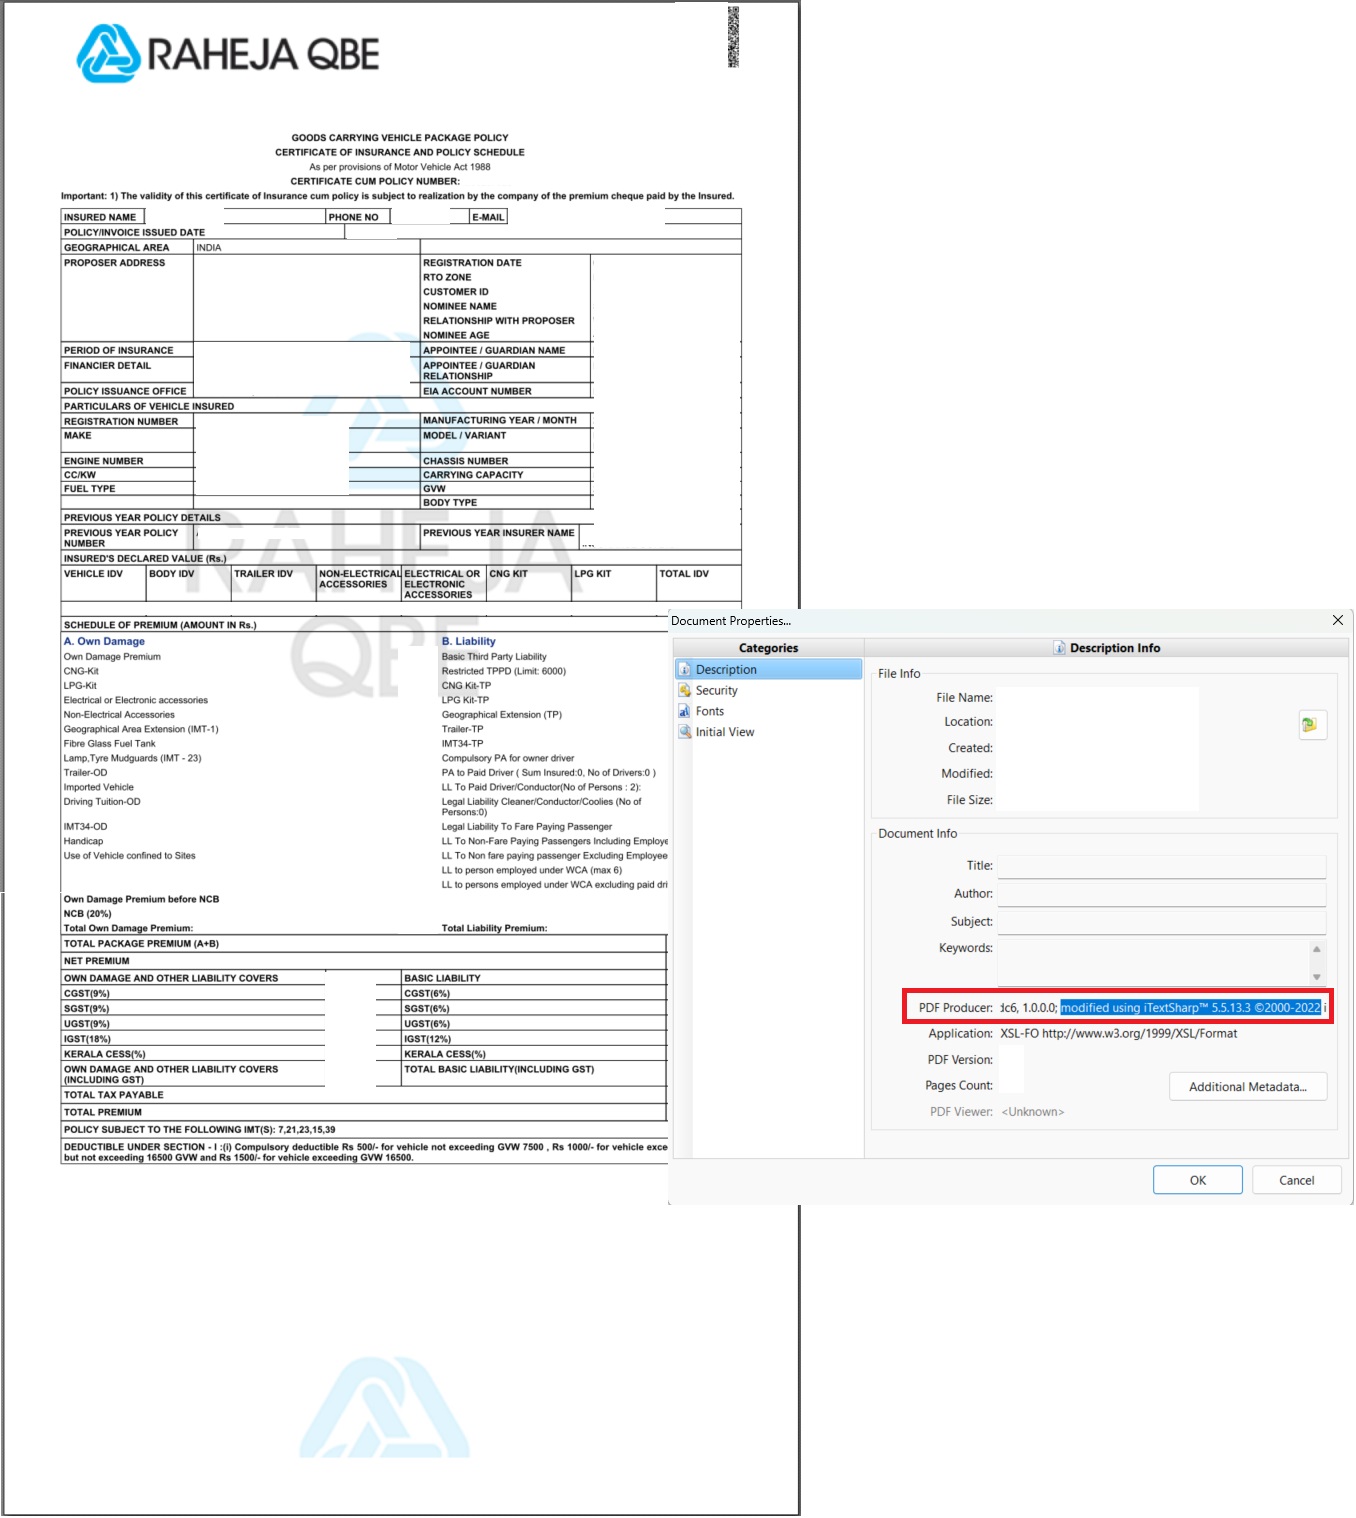 RAHEJA QBE
GOODS CARRYING VEHICLE PACKAGE POLICY
CERTIFICATE OF INSURANCE AND POLICY SCHEDULE
As per provisions of Motor Vehicle Act 1988
CERTIFICATE CUM POLICY NUMBER:
Important: 1) The validity of this certificate of Insurance cum policy is subject to realization by the company of the premium cheque paid by the Insured.
INSURED NAME PHONE NO E-MAIL
POLICY/INVOICE ISSUED DATE
GEOGRAPHICAL AREA INDIA
PROPOSER ADDRESS REGISTRATION DATE
RTO ZONE
CUSTOMER ID
NOMINEE NAME
RELATIONSHIP WITH PROPOSER
NOMINEE AGE
PERIOD OF INSURANCE APPOINTEE / GUARDIAN NAME
FINANCIER DETAIL APPOINTEE / GUARDIAN
RELATIONSHIP
POLICY ISSUANCE OFFICE EIA ACCOUNT NUMBER
PARTICULARS OF VEHICLE INSURED
REGISTRATION NUMBER MANUFACTURING YEAR / MONTH
MAKE MODEL / VARIANT
ENGINE NUMBER CHASSIS NUMBER
CC/KW CARRYING CAPACITY
FUEL TYPE GVW
BODY TYPE
PREVIOUS YEAR POLICY DETAILS
PREVIOUS YEAR POLICY PREVIOUS YEAR INSURER NAME
NUMBER
INSURED'S DECLARED VALUE (Rs.)
VEHICLE IDV BODY IDV TRAILER IDV NON-ELECTRICAL ELECTRICAL OR CNG KIT LPG KIT TOTAL IDV
ACCESSORIES ELECTRONIC
ACCESSORIES
RAHEJA
QBE
SCHEDULE OF PREMIUM (AMOUNT IN Rs.)
A. Own Damage B. Liability
Own Damage Premium Basic Third Party Liability
CNG-Kit Restricted TPPD (Limit: 6000)
LPG-Kit CNG Kit-TP
Electrical or Electronic accessories LPG Kit-TP
Non-Electrical Accessories Geographical Extension (TP)
Geographical Area Extension (IMT-1) Trailer-TP
Fibre Glass Fuel Tank IMT34-TP
Lamp,Tyre Mudguards (IMT - 23) Compulsory PA for owner driver
Trailer-OD PA to Paid Driver ( Sum Insured:0, No of Drivers:0 )
Imported Vehicle LL To Paid Driver/Conductor(No of Persons : 2):
Driving Tuition-OD Legal Liability Cleaner/Conductor/Coolies (No of
Persons:0)
IMT34-OD Legal Liability To Fare Paying Passenger
Handicap LL To Non-Fare Paying Passengers Including Employe
Use of Vehicle confined to Sites LL To Non fare paying passenger Excluding Employee
LL to person employed under WCA (max 6)
LL to persons employed under WCA excluding paid dri
Own Damage Premium before NCB
NCB (20%)
Total Own Damage Premium: Total Liability Premium:
TOTAL PACKAGE PREMIUM (A+B)
NET PREMIUM
OWN DAMAGE AND OTHER LIABILITY COVERS BASIC LIABILITY
CGST(9%) CGST(6%)
SGST(9%) SGST(6%)
UGST(9%) UGST(6%)
IGST(18%) IGST(12%)
KERALA CESS(%) KERALA CESS(%)
OWN DAMAGE AND OTHER LIABILITY COVERS TOTAL BASIC LIABILITY(INCLUDING GST)
(INCLUDING GST)
TOTAL TAX PAYABLE
TOTAL PREMIUM
POLICY SUBJECT TO THE FOLLOWING IMT(S): 7,21,23,15,39
DEDUCTIBLE UNDER SECTION - I :(i) Compulsory deductible Rs 500/- for vehicle not exceeding GVW 7500 , Rs 1000/- for vehicle exce
but not exceeding 16500 GVW and Rs 1500/- for vehicle exceeding GVW 16500.
Document Properties...
Categories
Description
Security
Fonts
Initial View
Description Info
File Info
File Name:
Location:
Created:
Modified:
File Size:
Document Info
Title:
Author:
Subject:
Keywords:
PDF Producer: dc6, 1.0.0.0; modified using iTextSharp™ 5.5.13.3 ©2000-2022 i
Application: XSL-FO http://www.w3.org/1999/XSL/Format
PDF Version:
Pages Count:
Additional Metadata...
PDF Viewer: <Unknown>
OK Cancel